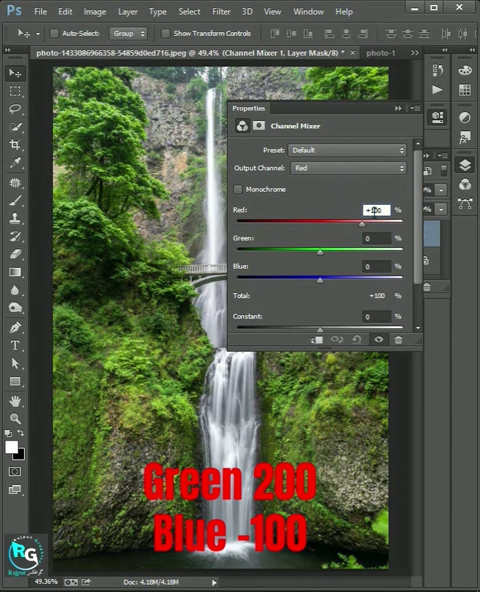 Ps File Edit Image Layer Type Select Filter 3D View Window Help
Auto-Select: Group Show Transform Controls
photo-1433086966358-54859d0ed716.jpeg @ 49.4% (Channel Mixer 1, Layer Mask/8) * × photo-1
Properties
Channel Mixer
Preset: Default
Output Channel: Red
Monochrome
Red: +100 %
Green: 0 %
Blue: 0 %
Total: +100 %
Constant: 0 %
Green 200
Blue -100
RG
49.36% Doc: 4.18M/4.18M